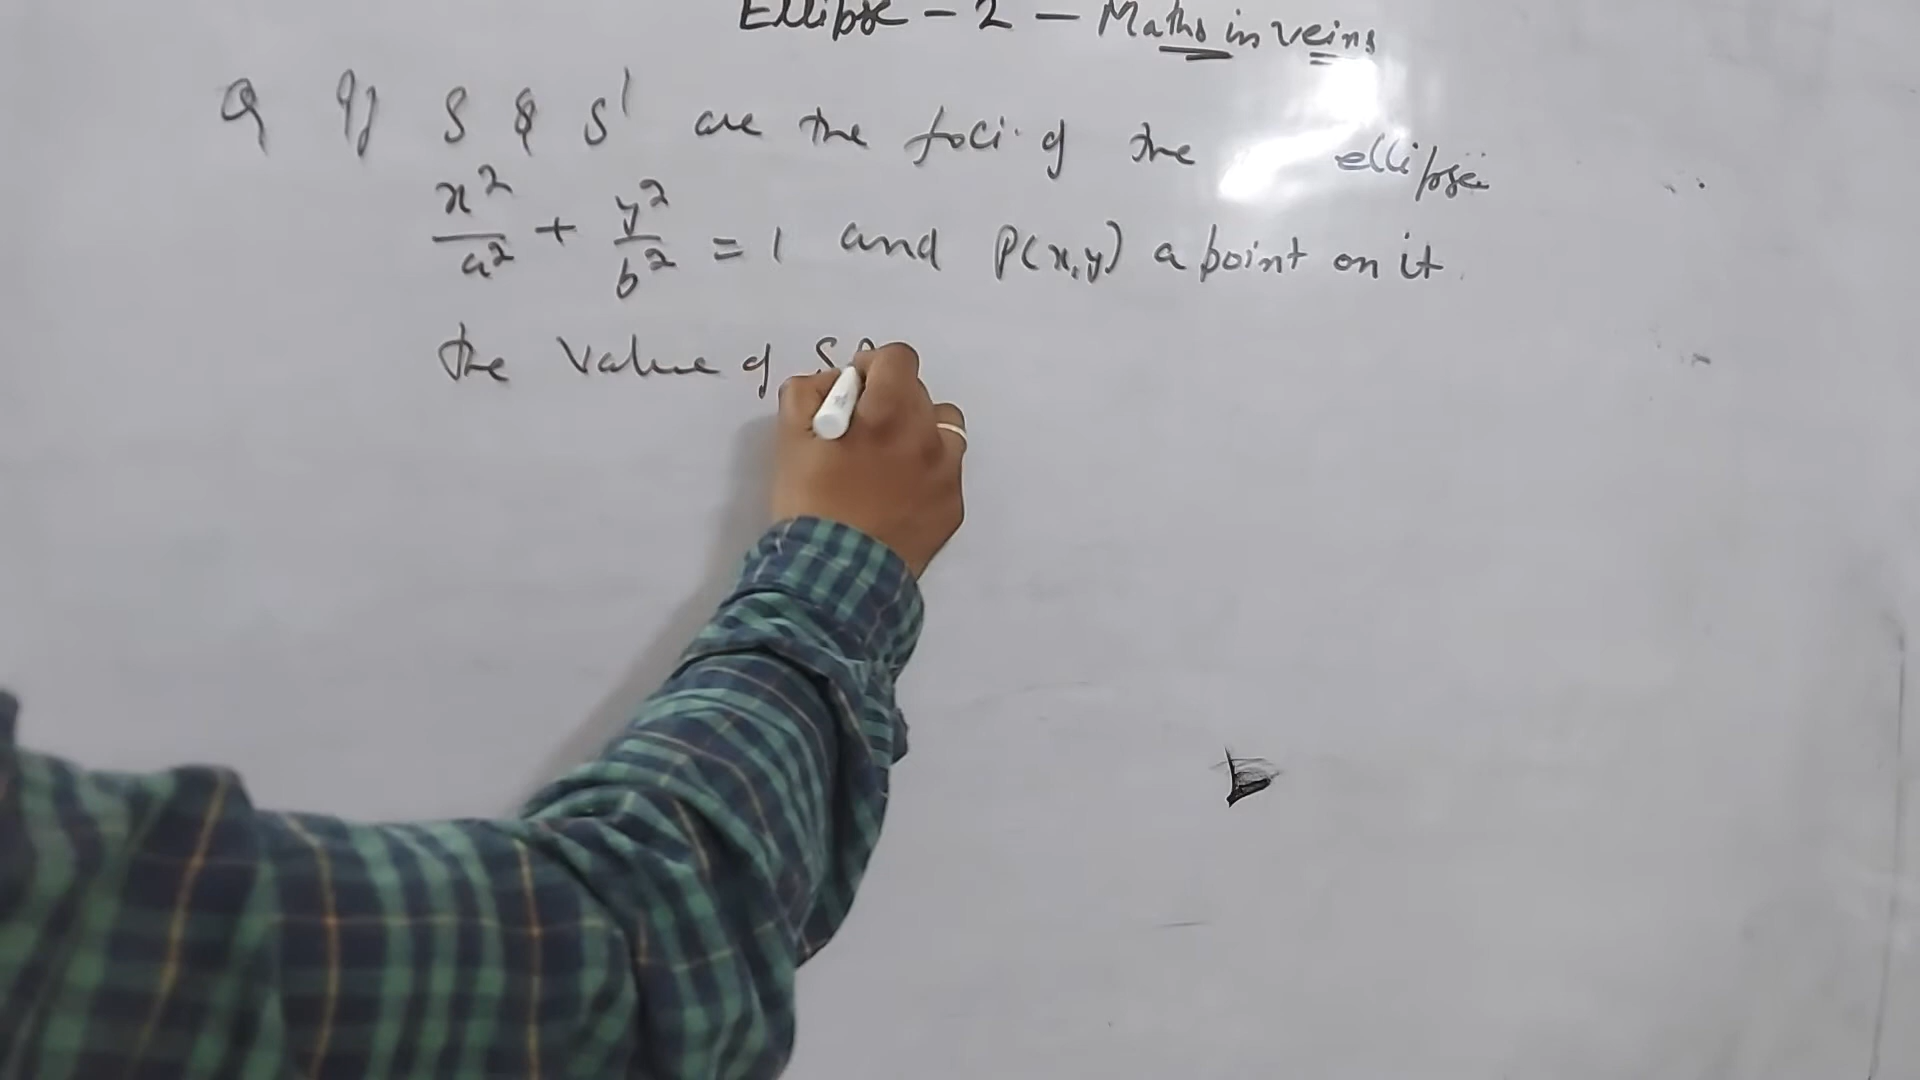 Ellipse - 2 - Maths in veins
Q If S & S' are the foci of the ellipse
x²/a² + y²/b² = 1 and P(x,y) a point on it
the value of